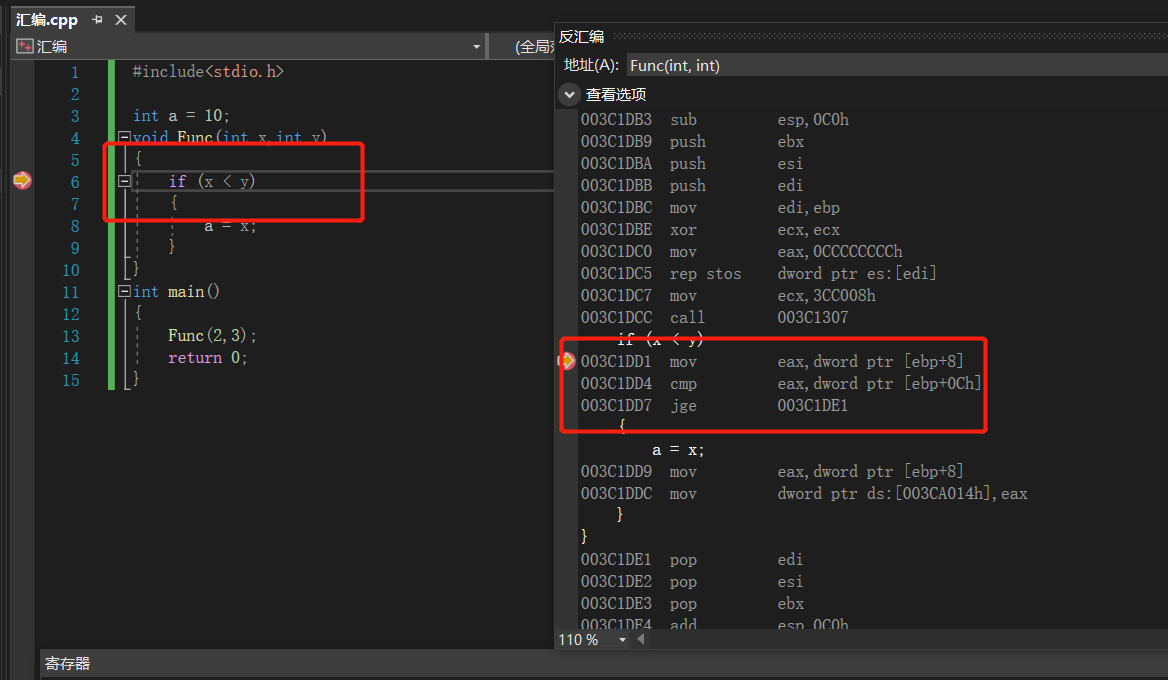 汇编.cpp
汇编
(全局范
1 #include<stdio.h>
2
3 int a = 10;
4 void Func(int x,int y)
5 {
6 if (x < y)
7 {
8 a = x;
9 }
10 }
11 int main()
12 {
13 Func(2,3);
14 return 0;
15 }
寄存器
反汇编
地址(A): Func(int, int)
查看选项
003C1DB3 sub esp,0C0h
003C1DB9 push ebx
003C1DBA push esi
003C1DBB push edi
003C1DBC mov edi,ebp
003C1DBE xor ecx,ecx
003C1DC0 mov eax,0CCCCCCCCh
003C1DC5 rep stos dword ptr es:[edi]
003C1DC7 mov ecx,3CC008h
003C1DCC call 003C1307
if (x < y)
003C1DD1 mov eax,dword ptr [ebp+8]
003C1DD4 cmp eax,dword ptr [ebp+0Ch]
003C1DD7 jge 003C1DE1
{
a = x;
003C1DD9 mov eax,dword ptr [ebp+8]
003C1DDC mov dword ptr ds:[003CA014h],eax
}
}
003C1DE1 pop edi
003C1DE2 pop esi
003C1DE3 pop ebx
003C1DE4 add esp,0C0h
110 %